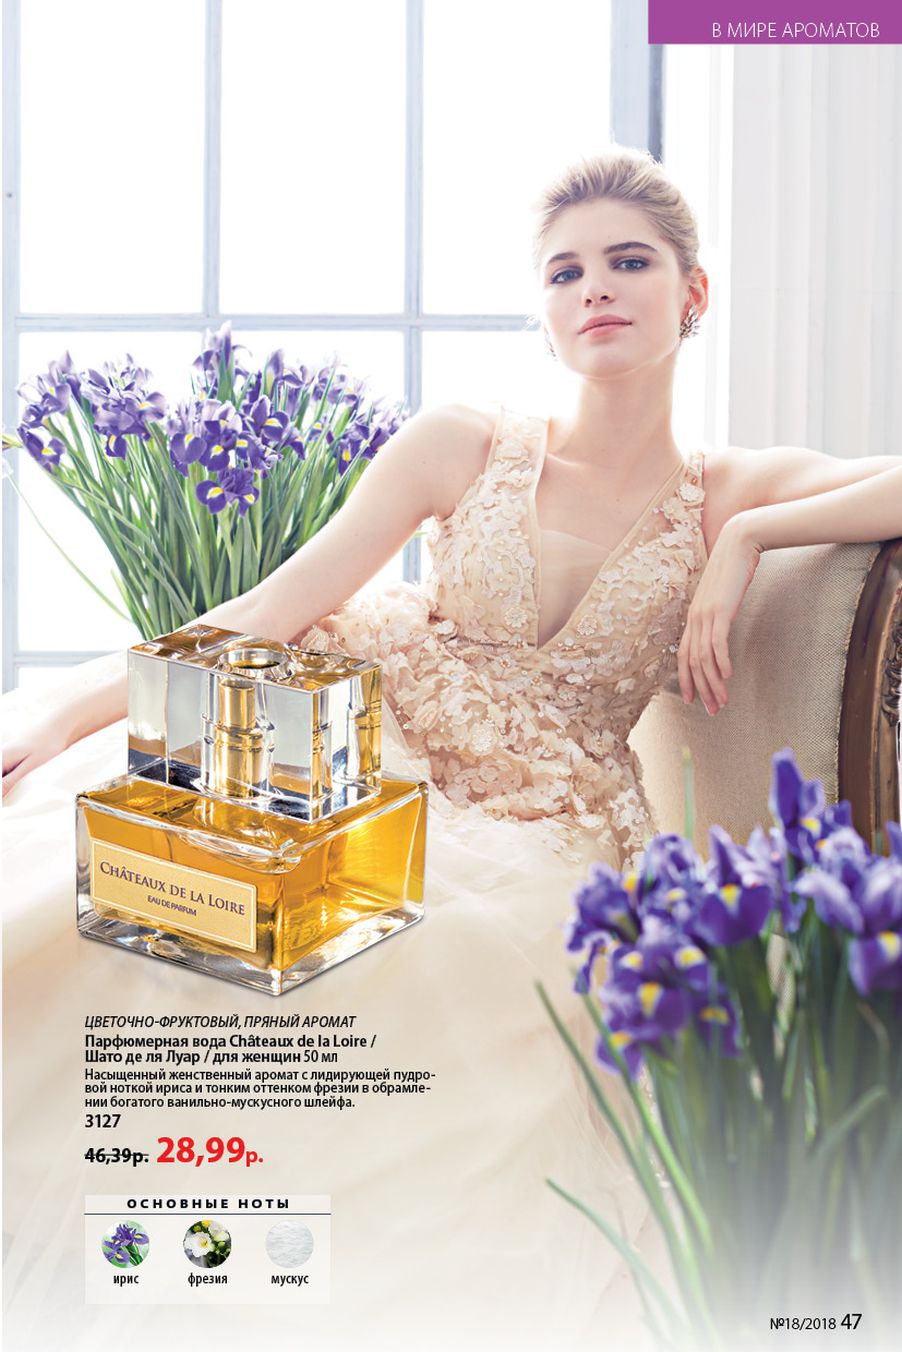 В МИРЕ АРОМАТОВ
CHÂTEAUX DE LA LOIRE
EAU DE PARFUM
ЦВЕТОЧНО-ФРУКТОВЫЙ, ПРЯНЫЙ АРОМАТ
Парфюмерная вода Châteaux de la Loire /
Шато де ля Луар / для женщин 50 мл
Насыщенный женственный аромат с лидирующей пудро-
вой ноткой ириса и тонким оттенком фрезии в обрамле-
нии богатого ванильно-мускусного шлейфа.
3127
46,39р. 28,99р.
ОСНОВНЫЕ НОТЫ
ирис фрезия мускус
№18/2018 47